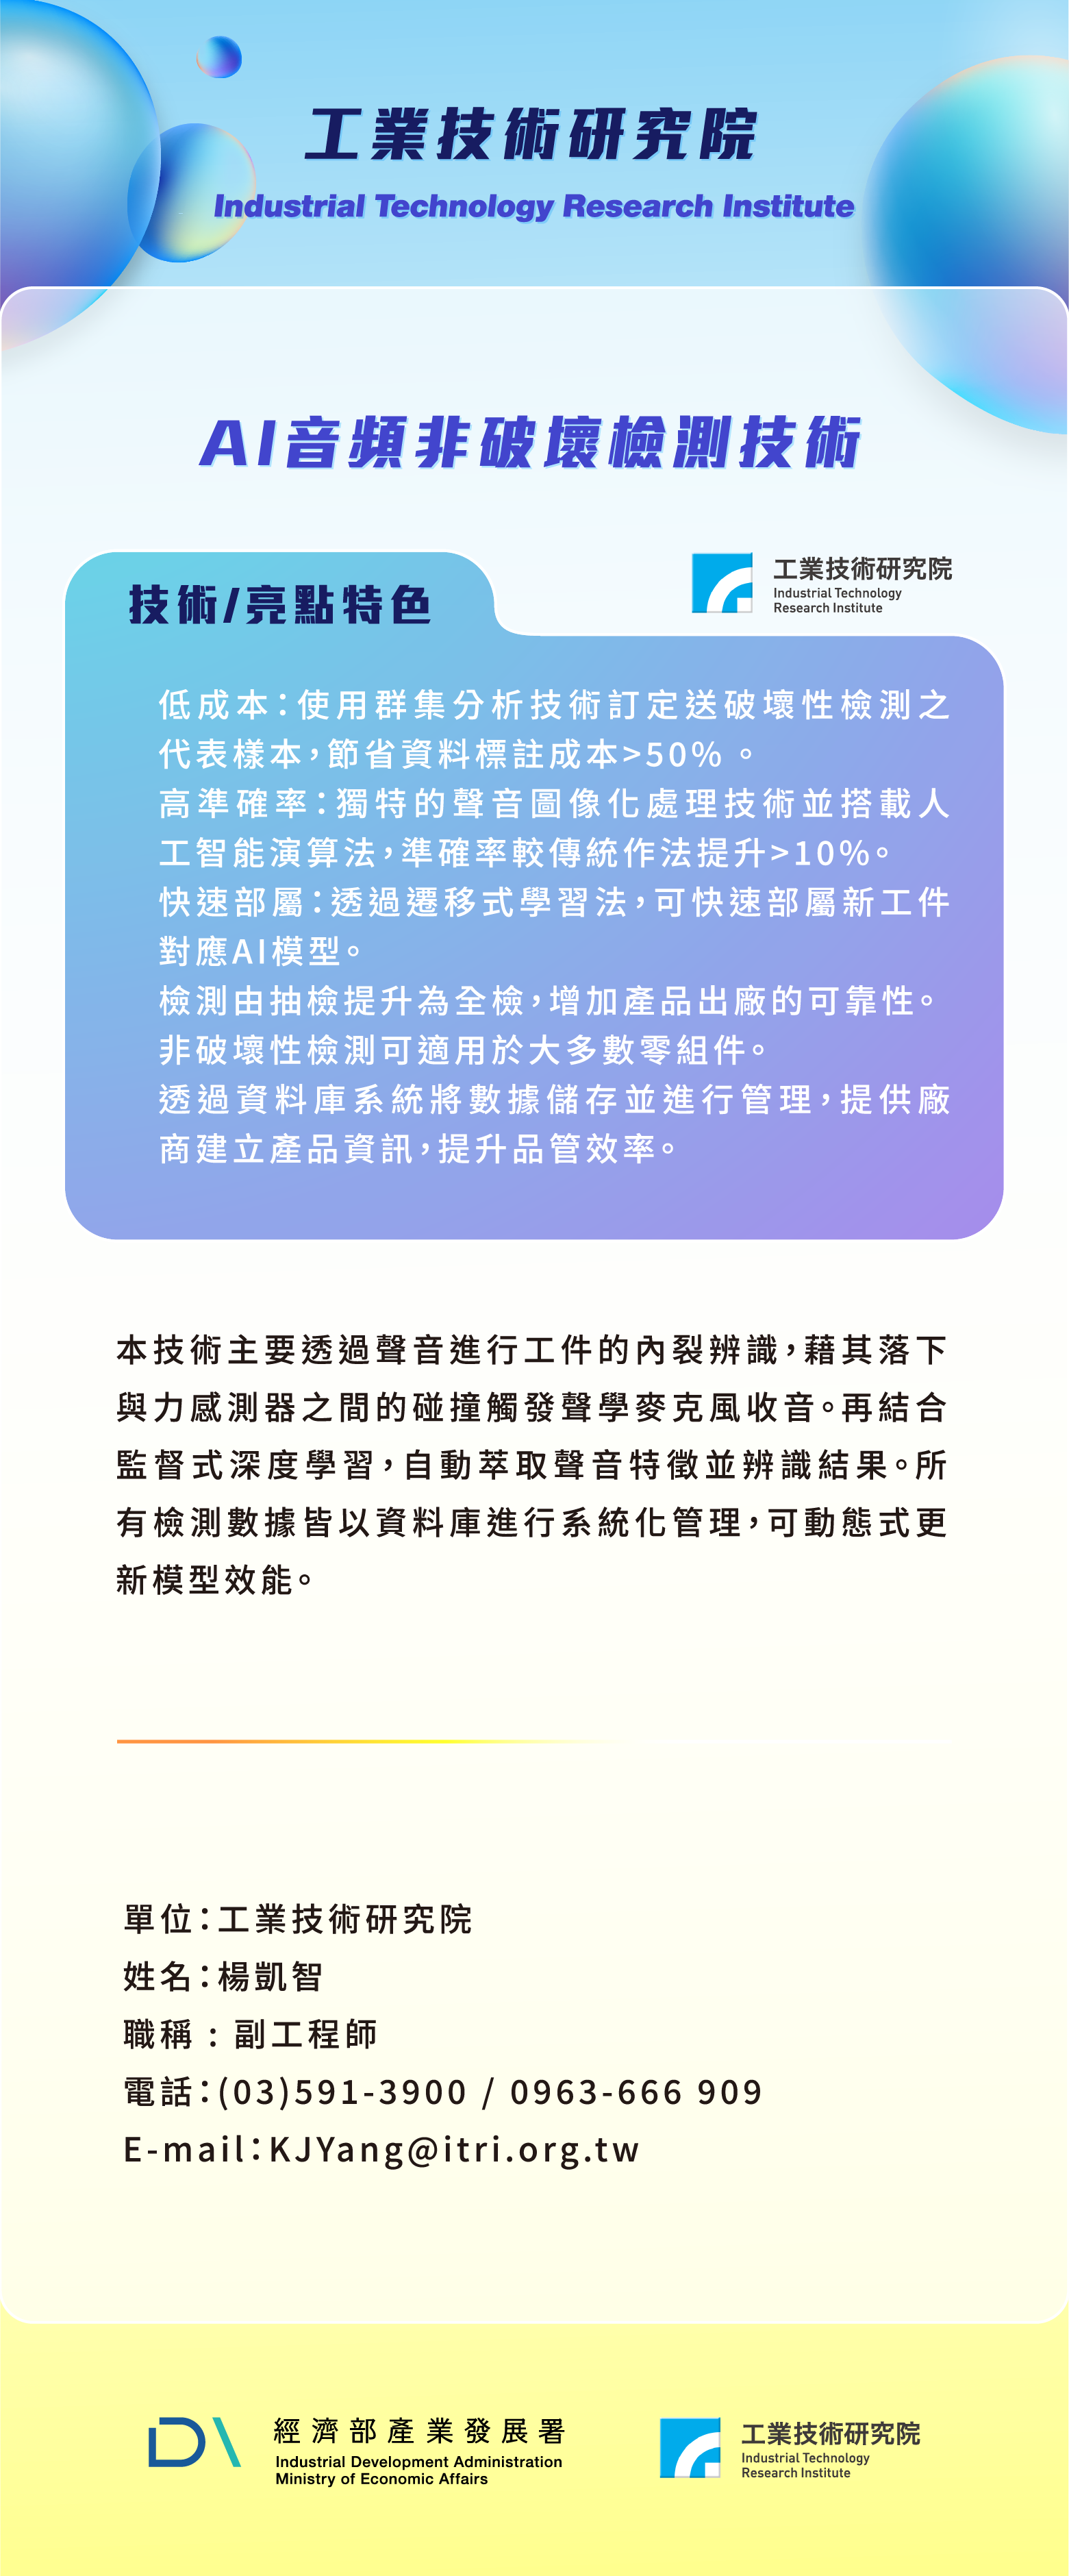 工業技術研究院
Industrial Technology Research Institute
AI音頻非破壞檢測技術
技術/亮點特色
工業技術研究院
Industrial Technology
Research Institute
低成本：使用群集分析技術訂定送破壞性檢測之
代表樣本，節省資料標註成本>50% 。
高準確率：獨特的聲音圖像化處理技術並搭載人
工智能演算法，準確率較傳統作法提升>10%。
快速部屬：透過遷移式學習法，可快速部屬新工件
對應AI模型。
檢測由抽檢提升為全檢，增加產品出廠的可靠性。
非破壞性檢測可適用於大多數零組件。
透過資料庫系統將數據儲存並進行管理，提供廠
商建立產品資訊，提升品管效率。
本技術主要透過聲音進行工件的內裂辨識，藉其落下
與力感測器之間的碰撞觸發聲學麥克風收音。再結合
監督式深度學習，自動萃取聲音特徵並辨識結果。所
有檢測數據皆以資料庫進行系統化管理，可動態式更
新模型效能。
單位：工業技術研究院
姓名：楊凱智
職稱 : 副工程師
電話：(03)591-3900 / 0963-666 909
E-mail：KJYang@itri.org.tw
經濟部產業發展署
Industrial Development Administration
Ministry of Economic Affairs
工業技術研究院
Industrial Technology
Research Institute